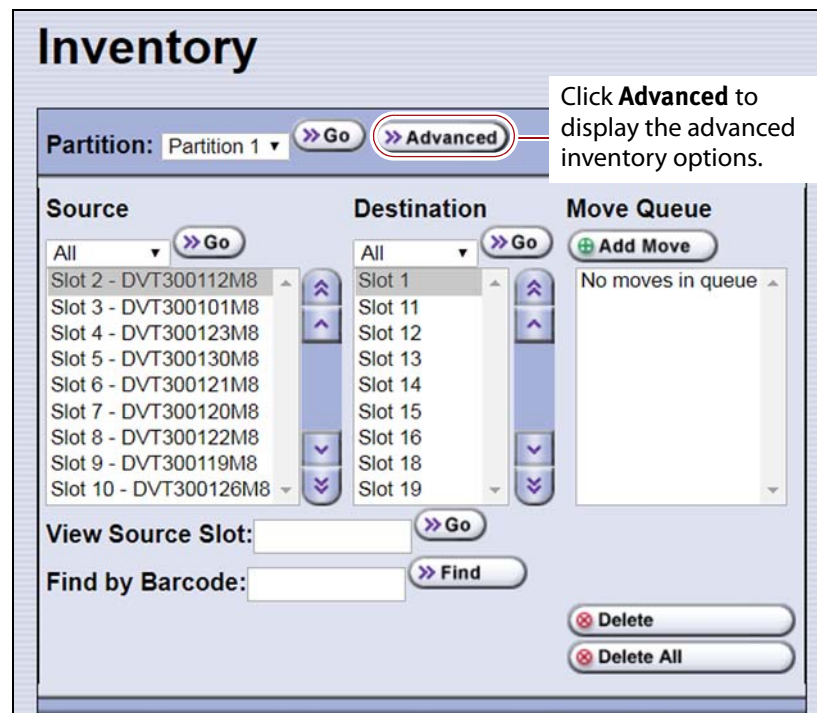 Inventory
Click Advanced to
display the advanced
inventory options.
Partition: Partition 1 Go Advanced
Source
All Go
Slot 2 - DVT300112M8
Slot 3 - DVT300101M8
Slot 4 - DVT300123M8
Slot 5 - DVT300130M8
Slot 6 - DVT300121M8
Slot 7 - DVT300120M8
Slot 8 - DVT300122M8
Slot 9 - DVT300119M8
Slot 10 - DVT300126M8
Destination
All Go
Slot 1
Slot 11
Slot 12
Slot 13
Slot 14
Slot 15
Slot 16
Slot 18
Slot 19
Move Queue
Add Move
No moves in queue
View Source Slot: Go
Find by Barcode: Find
Delete
Delete All